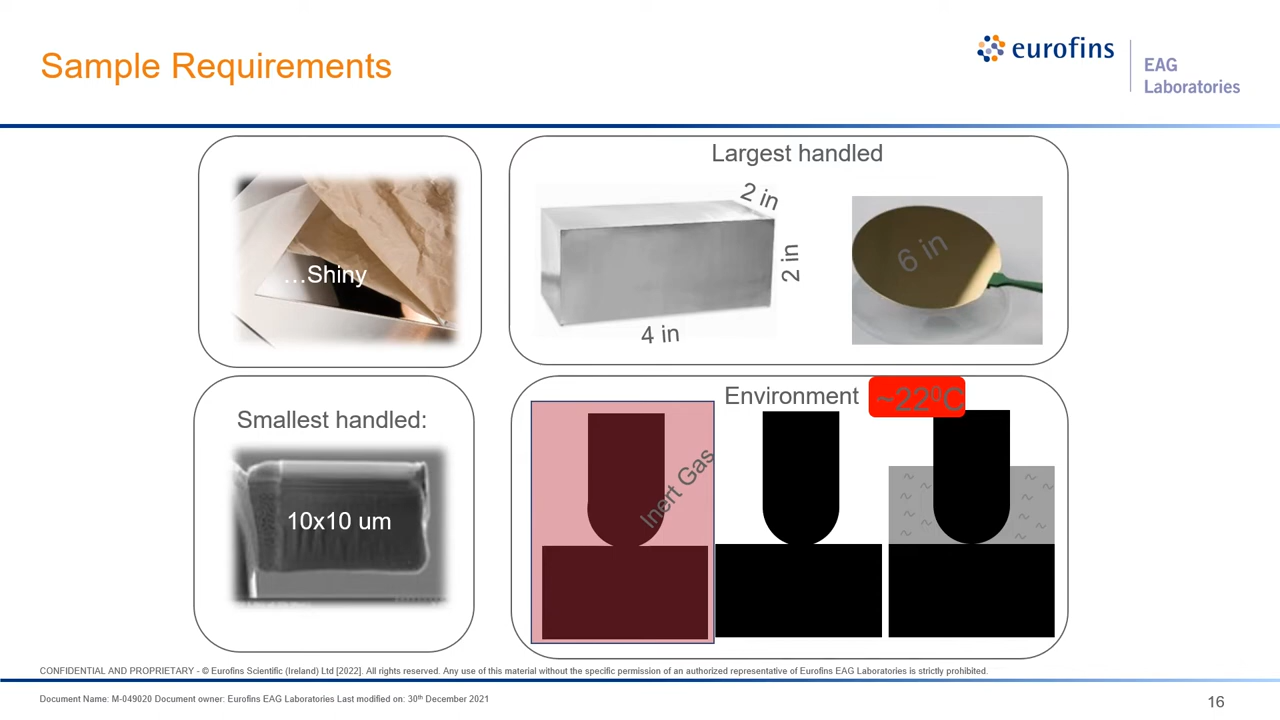 Sample Requirements
eurofins
EAG
Laboratories
…Shiny
Largest handled
2 in
2 in
4 in
6 in
Smallest handled:
10x10 um
Environment
~22⁰C
Inert Gas
CONFIDENTIAL AND PROPRIETARY - © Eurofins Scientific (Ireland) Ltd [2022]. All rights reserved. Any use of this material without the specific permission of an authorized representative of Eurofins EAG Laboratories is strictly prohibited.
Document Name: M-049020 Document owner: Eurofins EAG Laboratories Last modified on: 30th December 2021
16